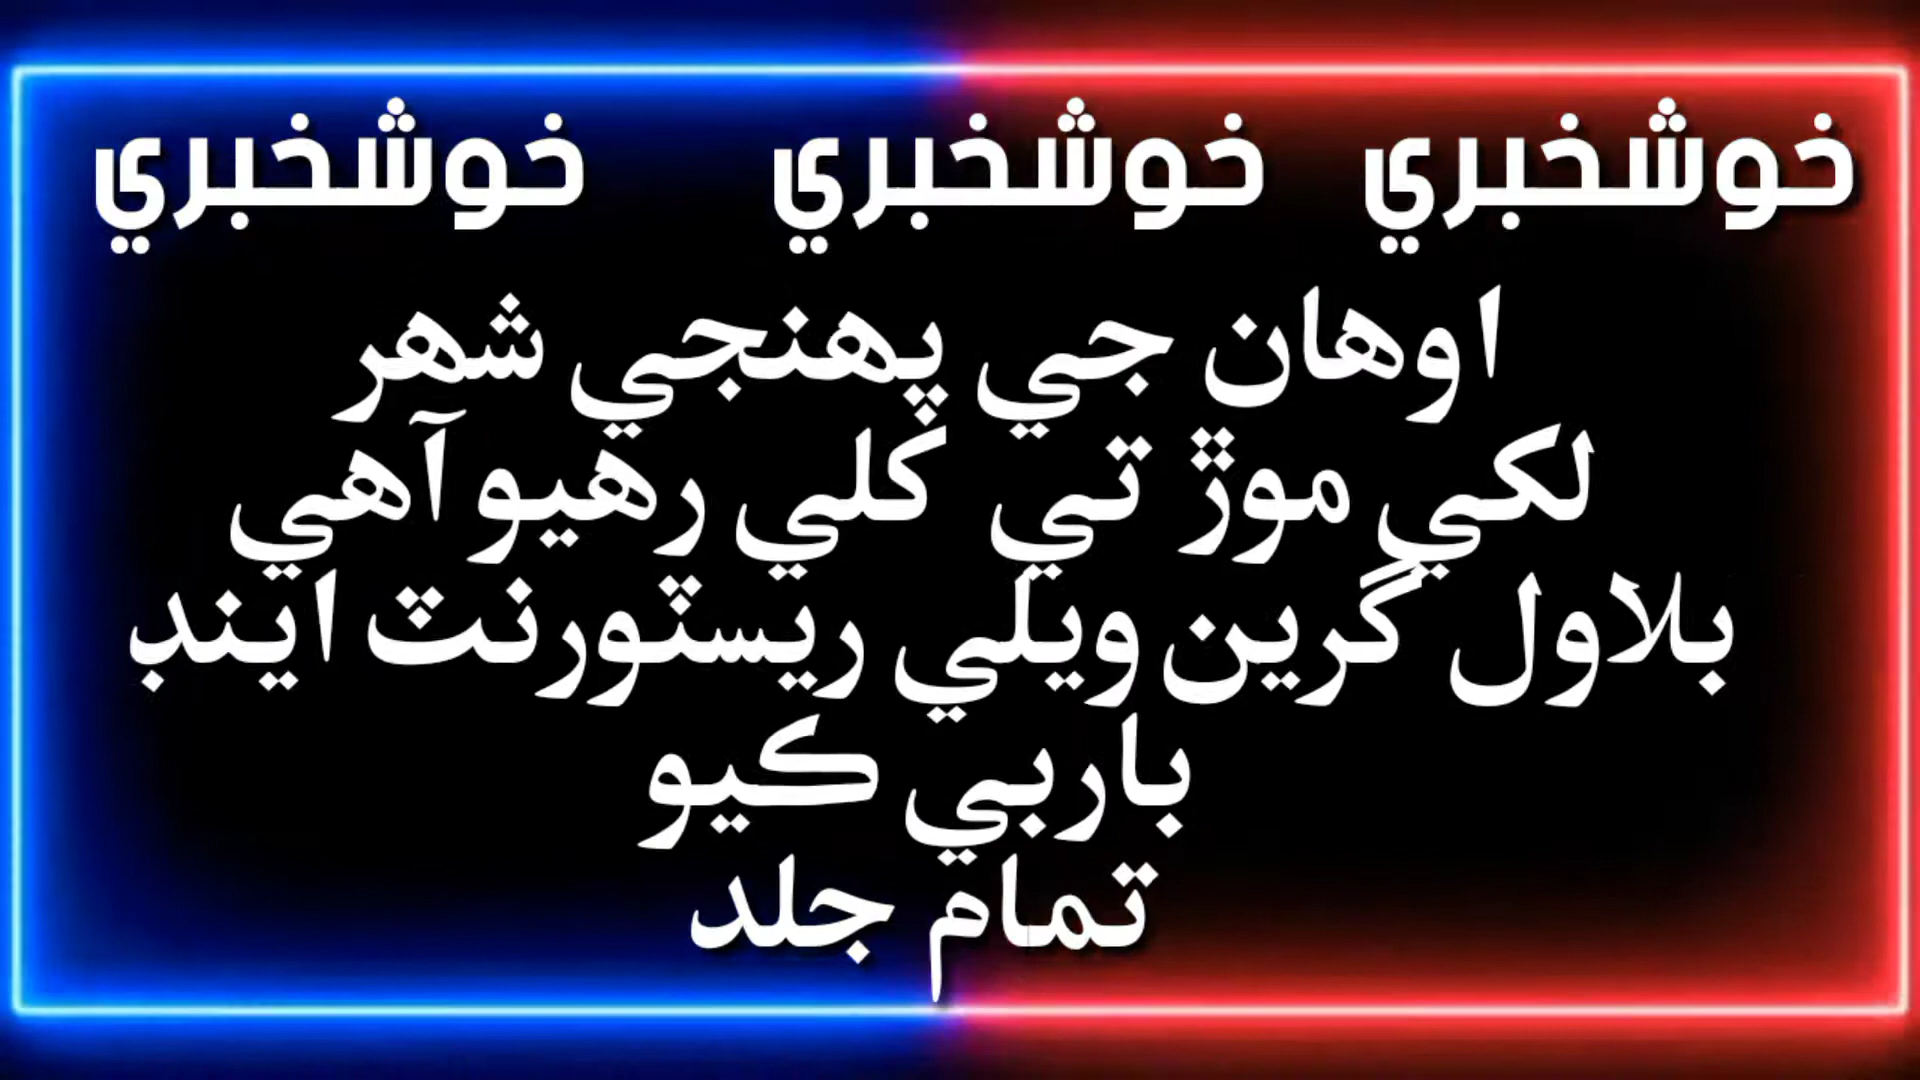 خوشخبري خوشخبري خوشخبري
اوهان جي پهنجي شهر
لکي موڙ تي کلي رهيو آهي
بلاول گرين ويلي ريسٽورنٽ اينڊ
باربي ڪيو
تمام جلد